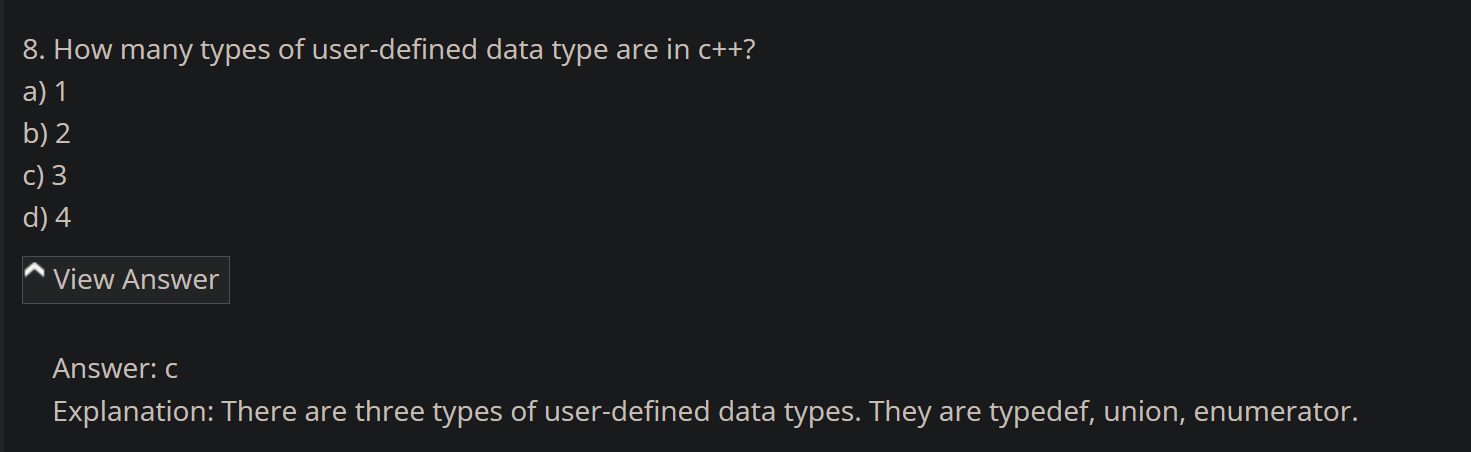 8. How many types of user-defined data type are in c++?
a) 1
b) 2
c) 3
d) 4
View Answer
Answer: c
Explanation: There are three types of user-defined data types. They are typedef, union, enumerator.